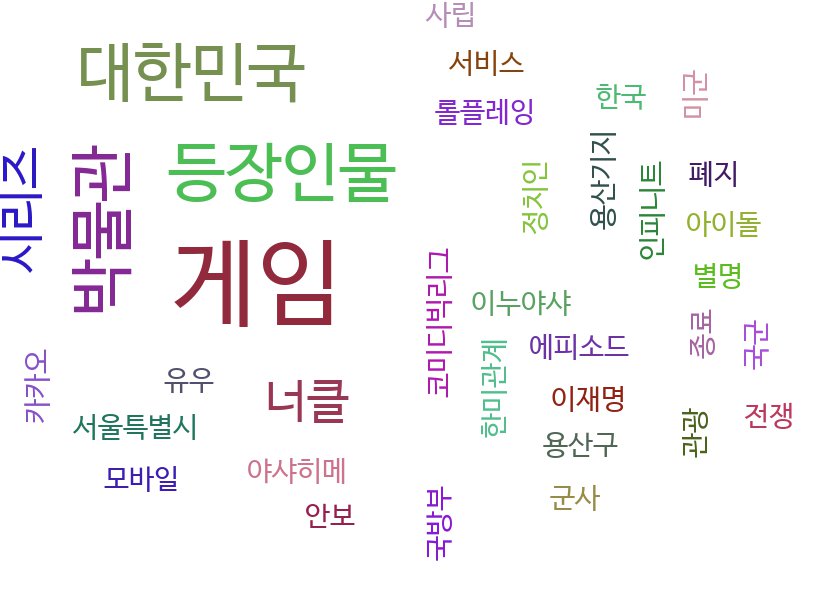 사립
대한민국
서비스
한국
미군
롤플레잉
시리즈
박물관
등장인물
정치인
용산기지
인피니트
폐지
아이돌
게임
코미디빅리그
별명
이누야샤
카카오
유우
너클
한미관계
에피소드
종료
국군
서울특별시
이재명
관광
전쟁
야샤히메
용산구
모바일
안보
국방부
군사